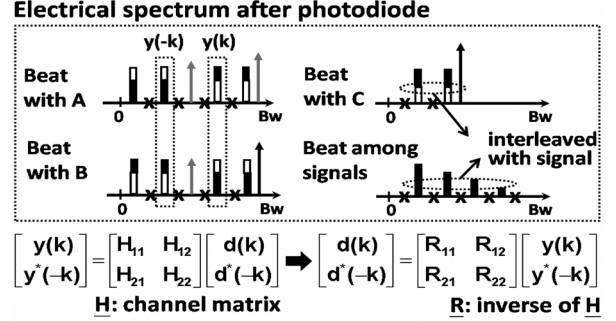 Electrical spectrum after photodiode
y(-k) y(k)
Beat with A
0 Bw
Beat with B
0 Bw
Beat with C
0 Bw
interleaved with signal
Beat among signals
0 Bw
[y(k) y*(-k)] = [H11 H12 H21 H22] [d(k) d*(-k)] ➡ [d(k) d*(-k)] = [R11 R12 R21 R22] [y(k) y*(-k)]
H: channel matrix R: inverse of H